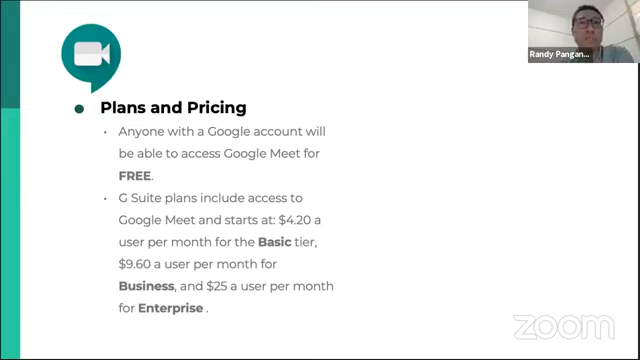 Randy Pangan...
Plans and Pricing
Anyone with a Google account will
be able to access Google Meet for
FREE.
G Suite plans include access to
Google Meet and starts at: $4.20 a
user per month for the Basic tier,
$9.60 a user per month for
Business, and $25 a user per month
for Enterprise .
zoom